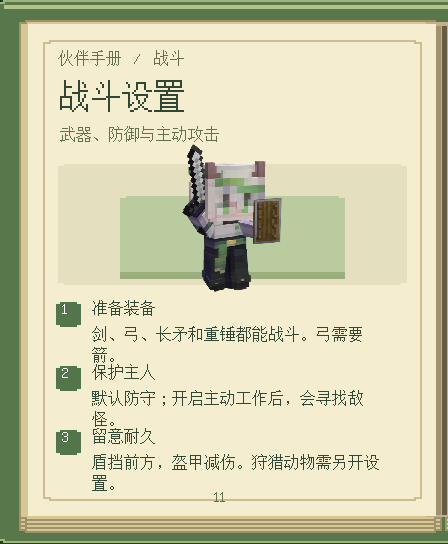 伙伴手册 / 战斗
战斗设置
武器、防御与主动攻击
1 准备装备
剑、弓、长矛和重锤都能战斗。弓需要
箭。
2 保护主人
默认防守；开启主动工作后，会寻找敌
怪。
3 留意耐久
盾挡前方，盔甲减伤。狩猎动物需另开设
置。
11